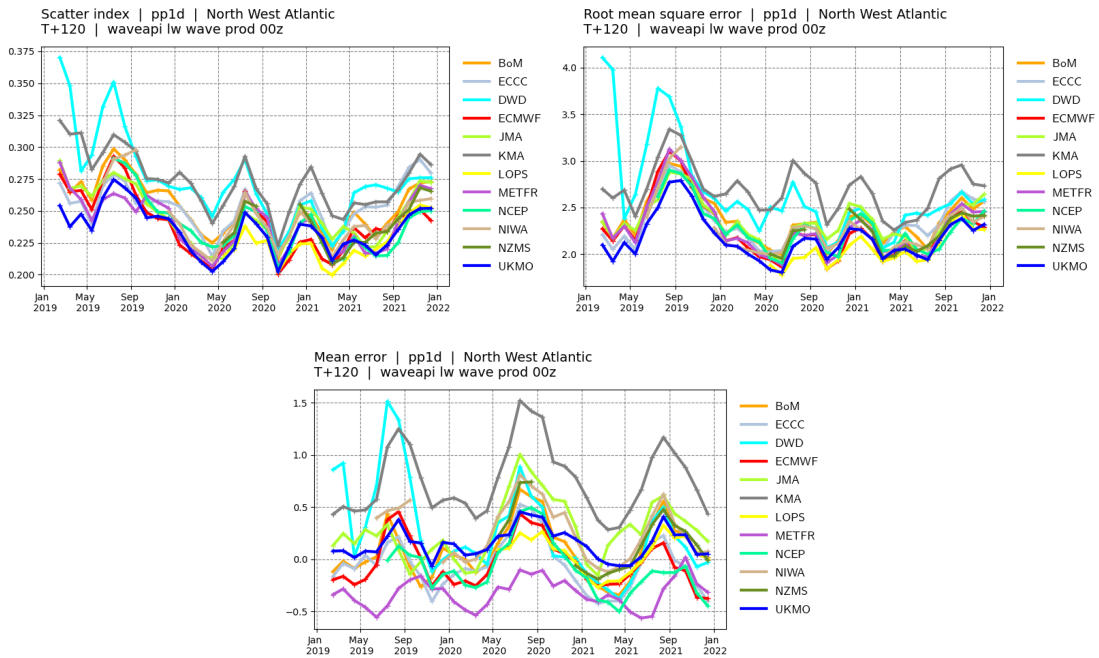 Scatter index | pp1d | North West Atlantic
T+120 | waveapi lw wave prod 00z
0.375
0.350
0.325
0.300
0.275
0.250
0.225
0.200
Jan 2019
May 2019
Sep 2019
Jan 2020
May 2020
Sep 2020
Jan 2021
May 2021
Sep 2021
Jan 2022
BoM
ECCC
DWD
ECMWF
JMA
KMA
LOPS
METFR
NCEP
NIWA
NZMS
UKMO
Root mean square error | pp1d | North West Atlantic
T+120 | waveapi lw wave prod 00z
4.0
3.5
3.0
2.5
2.0
Jan 2019
May 2019
Sep 2019
Jan 2020
May 2020
Sep 2020
Jan 2021
May 2021
Sep 2021
Jan 2022
BoM
ECCC
DWD
ECMWF
JMA
KMA
LOPS
METFR
NCEP
NIWA
NZMS
UKMO
Mean error | pp1d | North West Atlantic
T+120 | waveapi lw wave prod 00z
1.5
1.0
0.5
0.0
−0.5
Jan 2019
May 2019
Sep 2019
Jan 2020
May 2020
Sep 2020
Jan 2021
May 2021
Sep 2021
Jan 2022
BoM
ECCC
DWD
ECMWF
JMA
KMA
LOPS
METFR
NCEP
NIWA
NZMS
UKMO